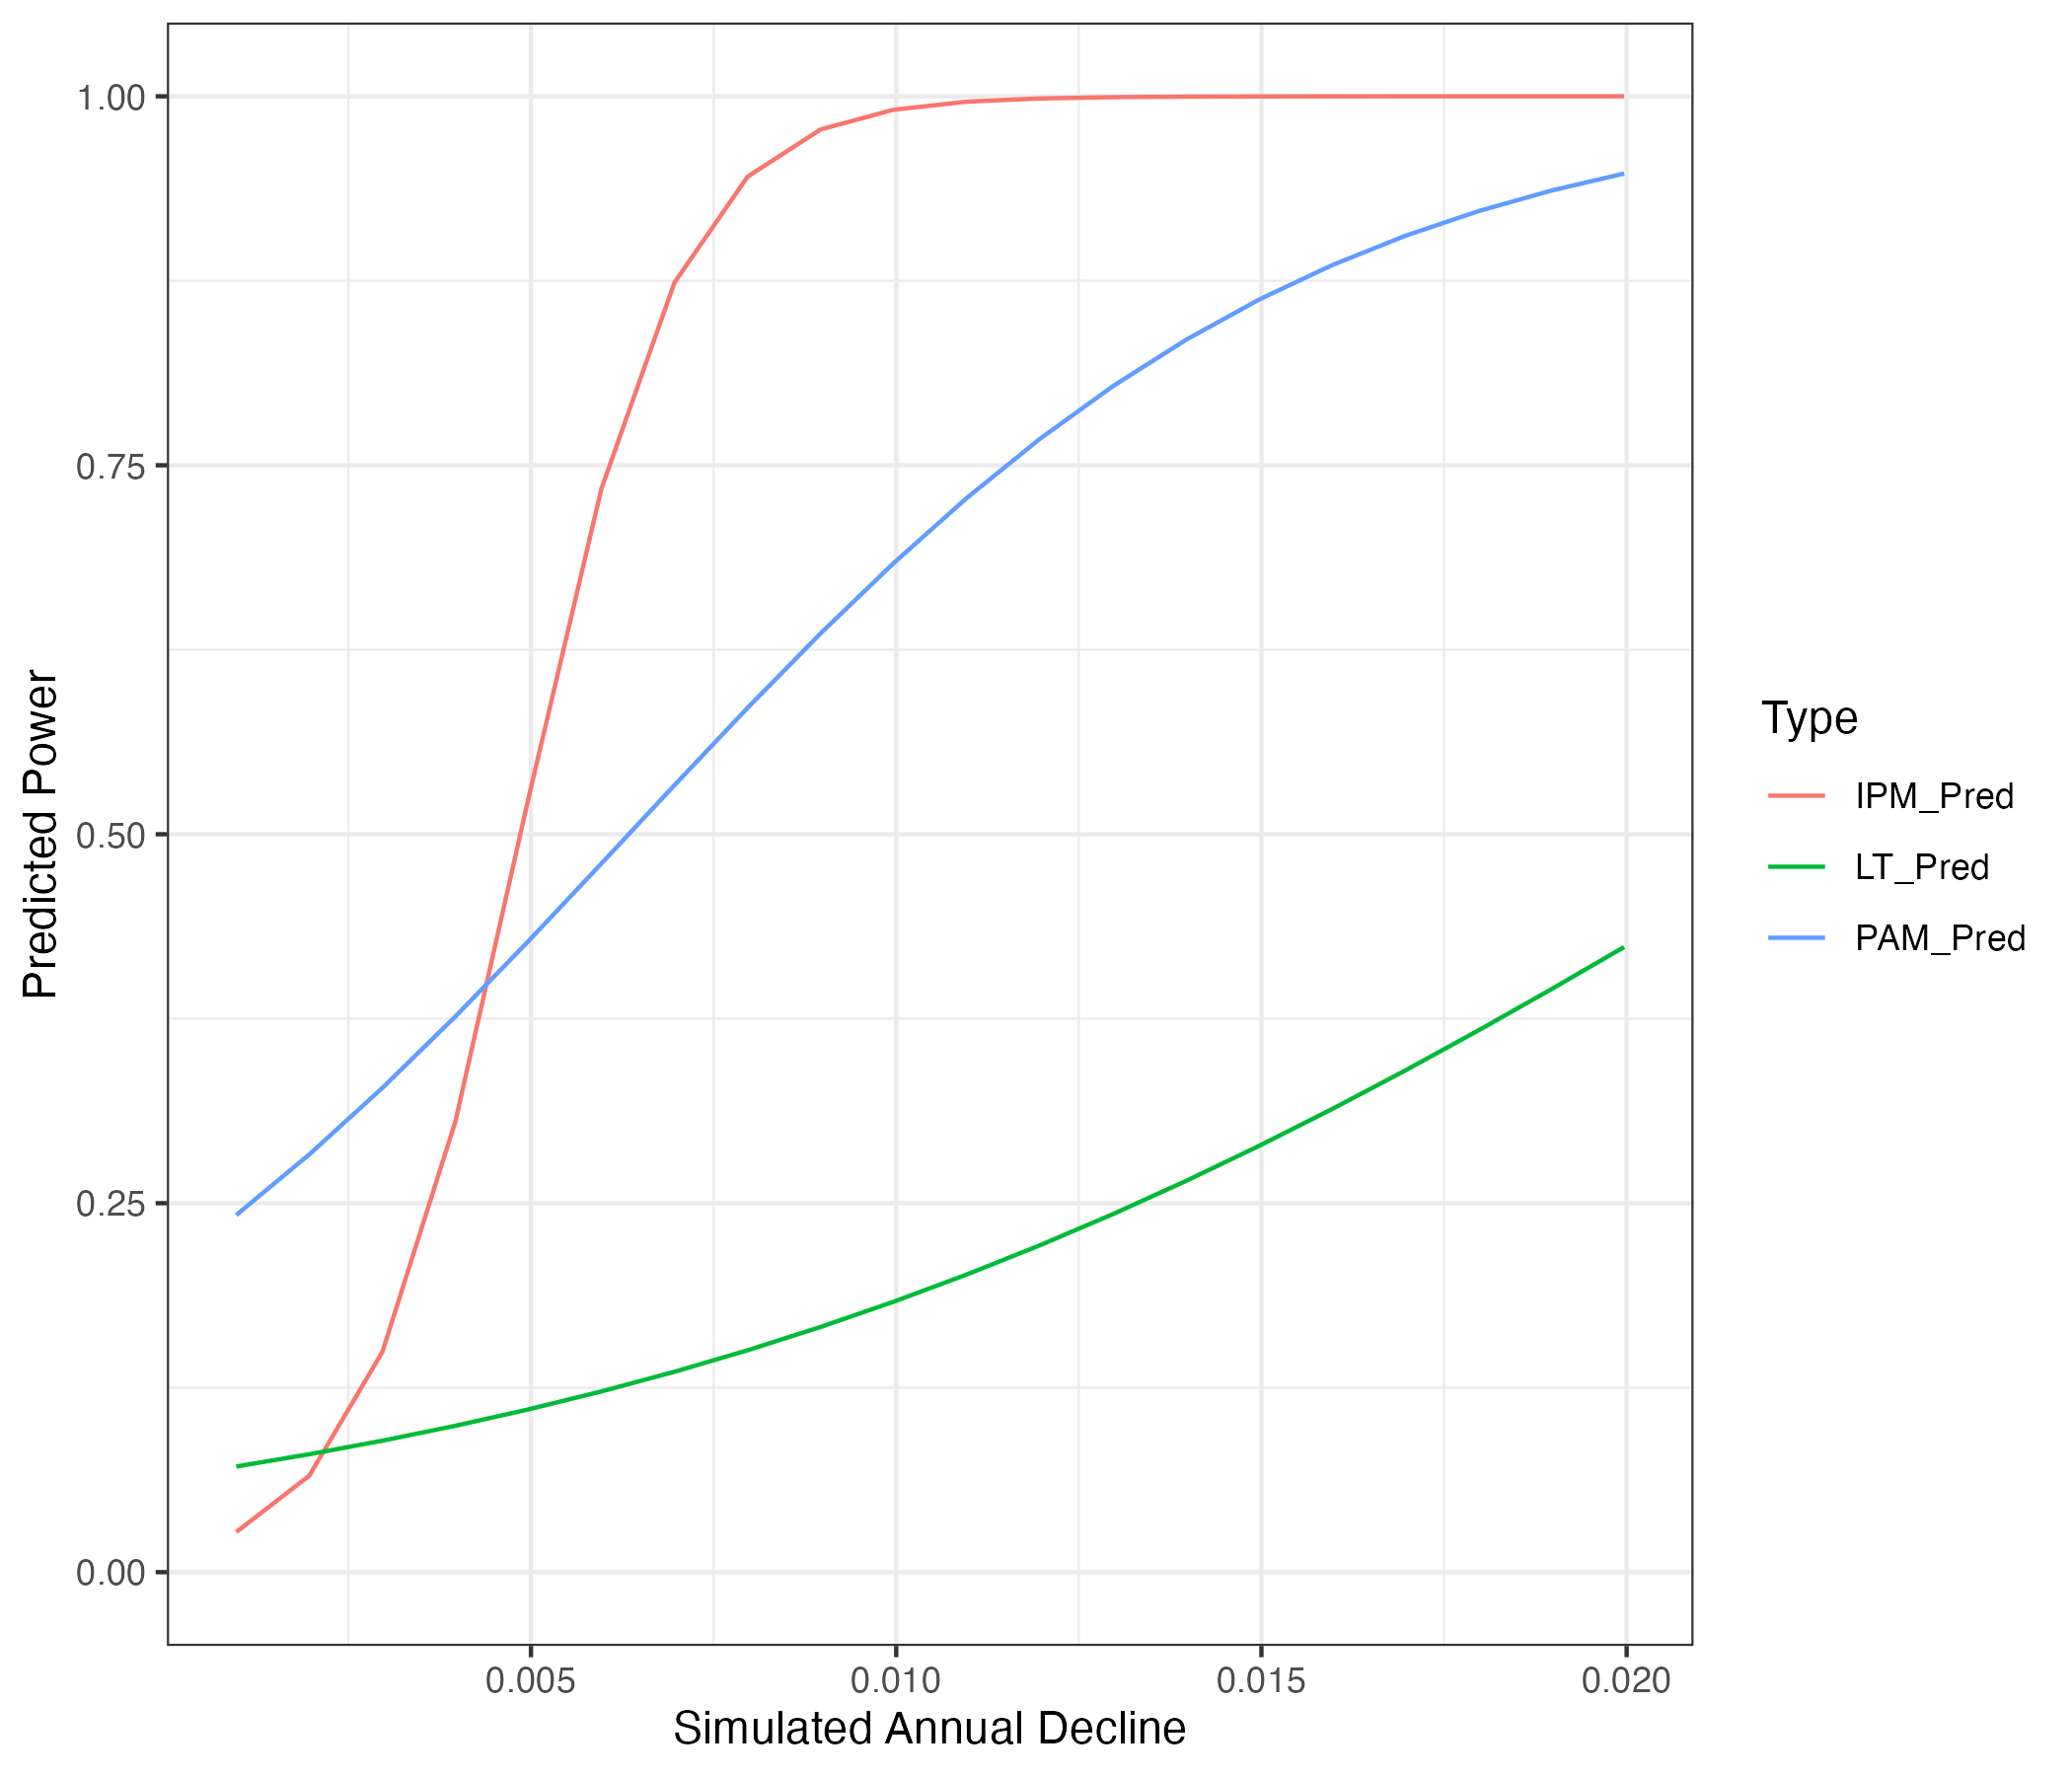 1.00
0.75
0.50
0.25
0.00
Predicted Power
0.005 0.010 0.015 0.020
Simulated Annual Decline
Type
IPM_Pred
LT_Pred
PAM_Pred